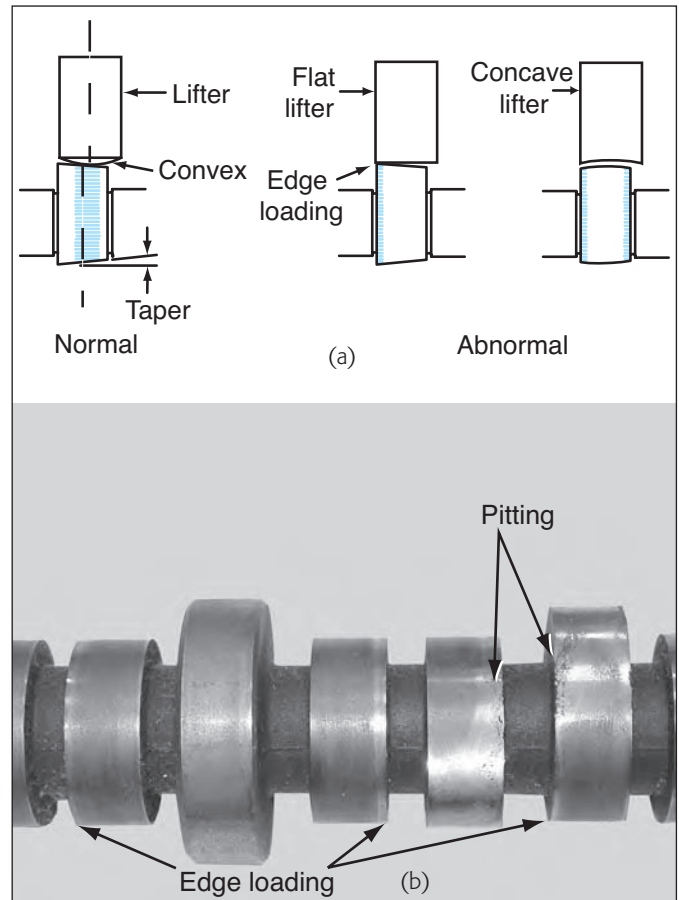 Lifter
Convex
Taper
Normal
Flat
lifter
Edge
loading
Concave
lifter
(a)
Abnormal
Pitting
Edge loading
(b)